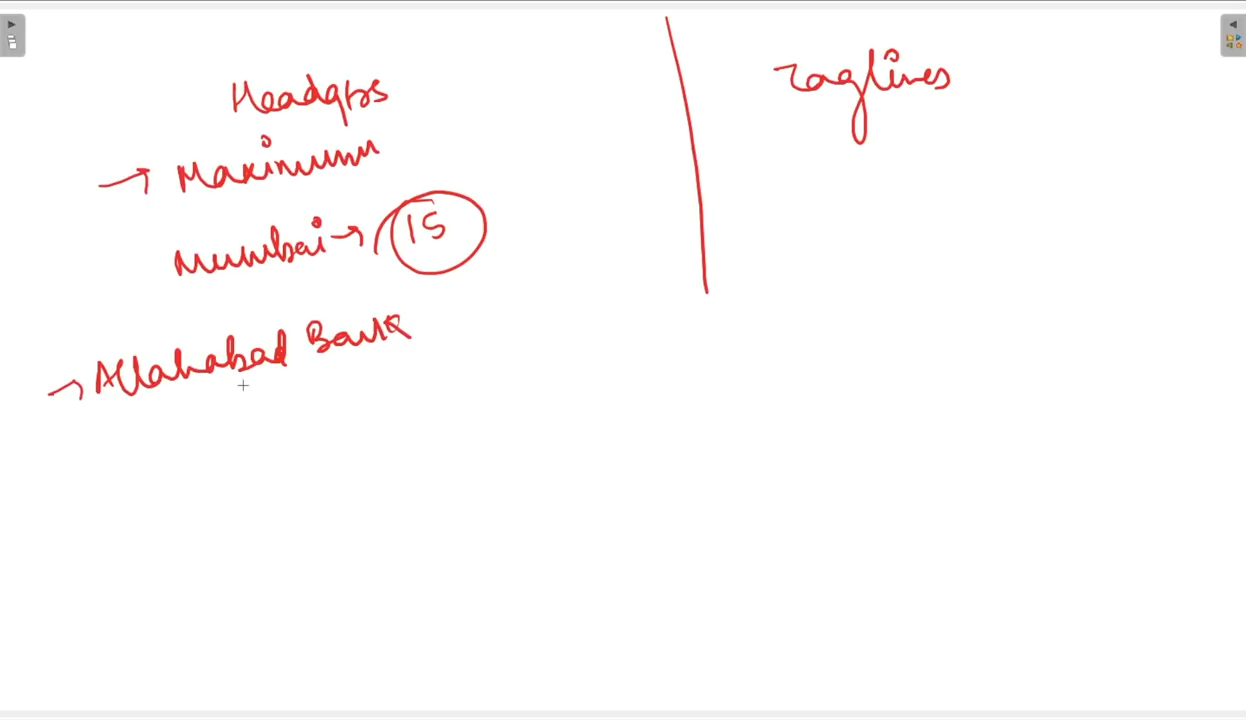 Headqrs
→ Maximum
Mumbai → 15
→ Allahabad Bank
Taglines